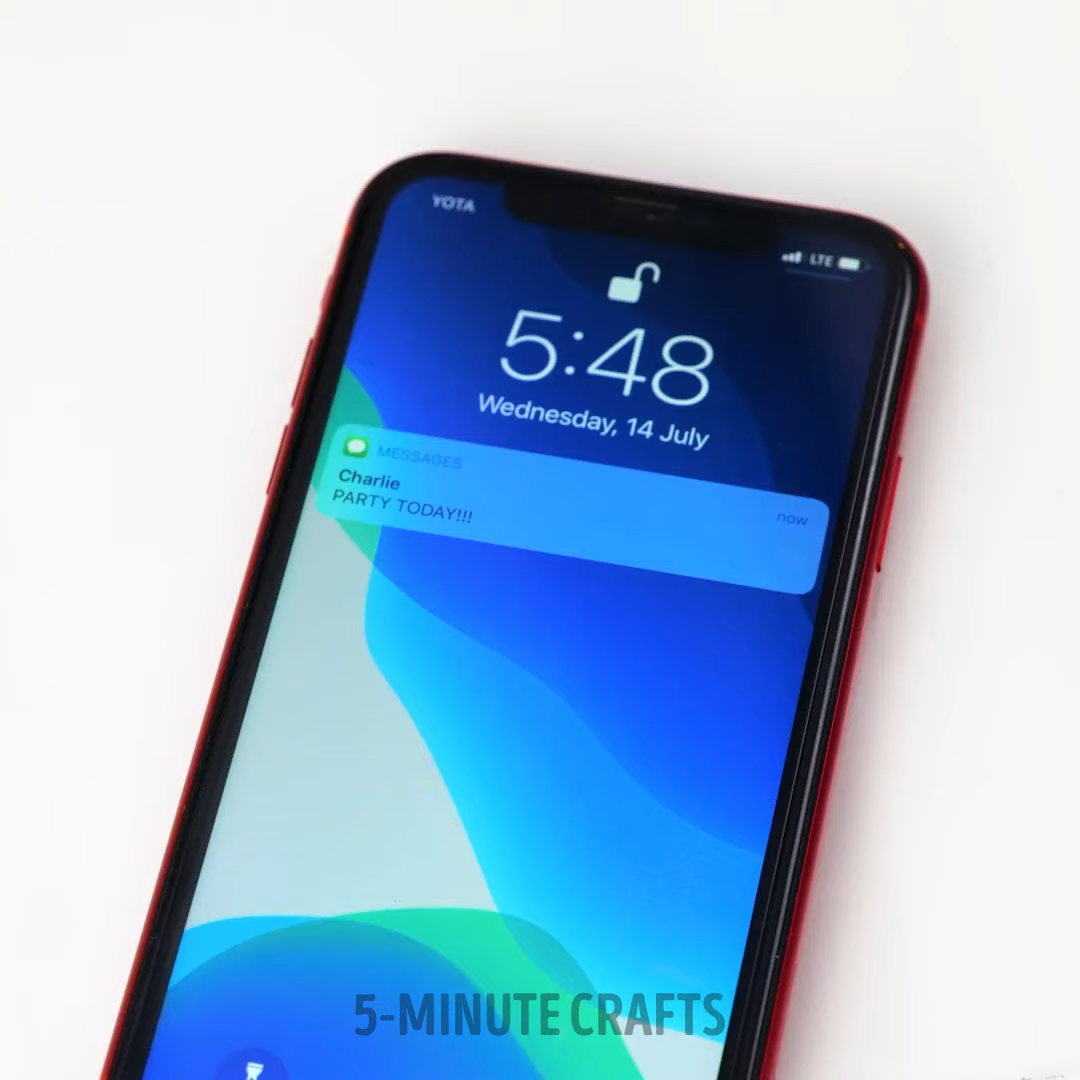 YOTA
LTE
5:48
Wednesday, 14 July
MESSAGES
Charlie
now
PARTY TODAY!!!
5-MINUTE CRAFTS